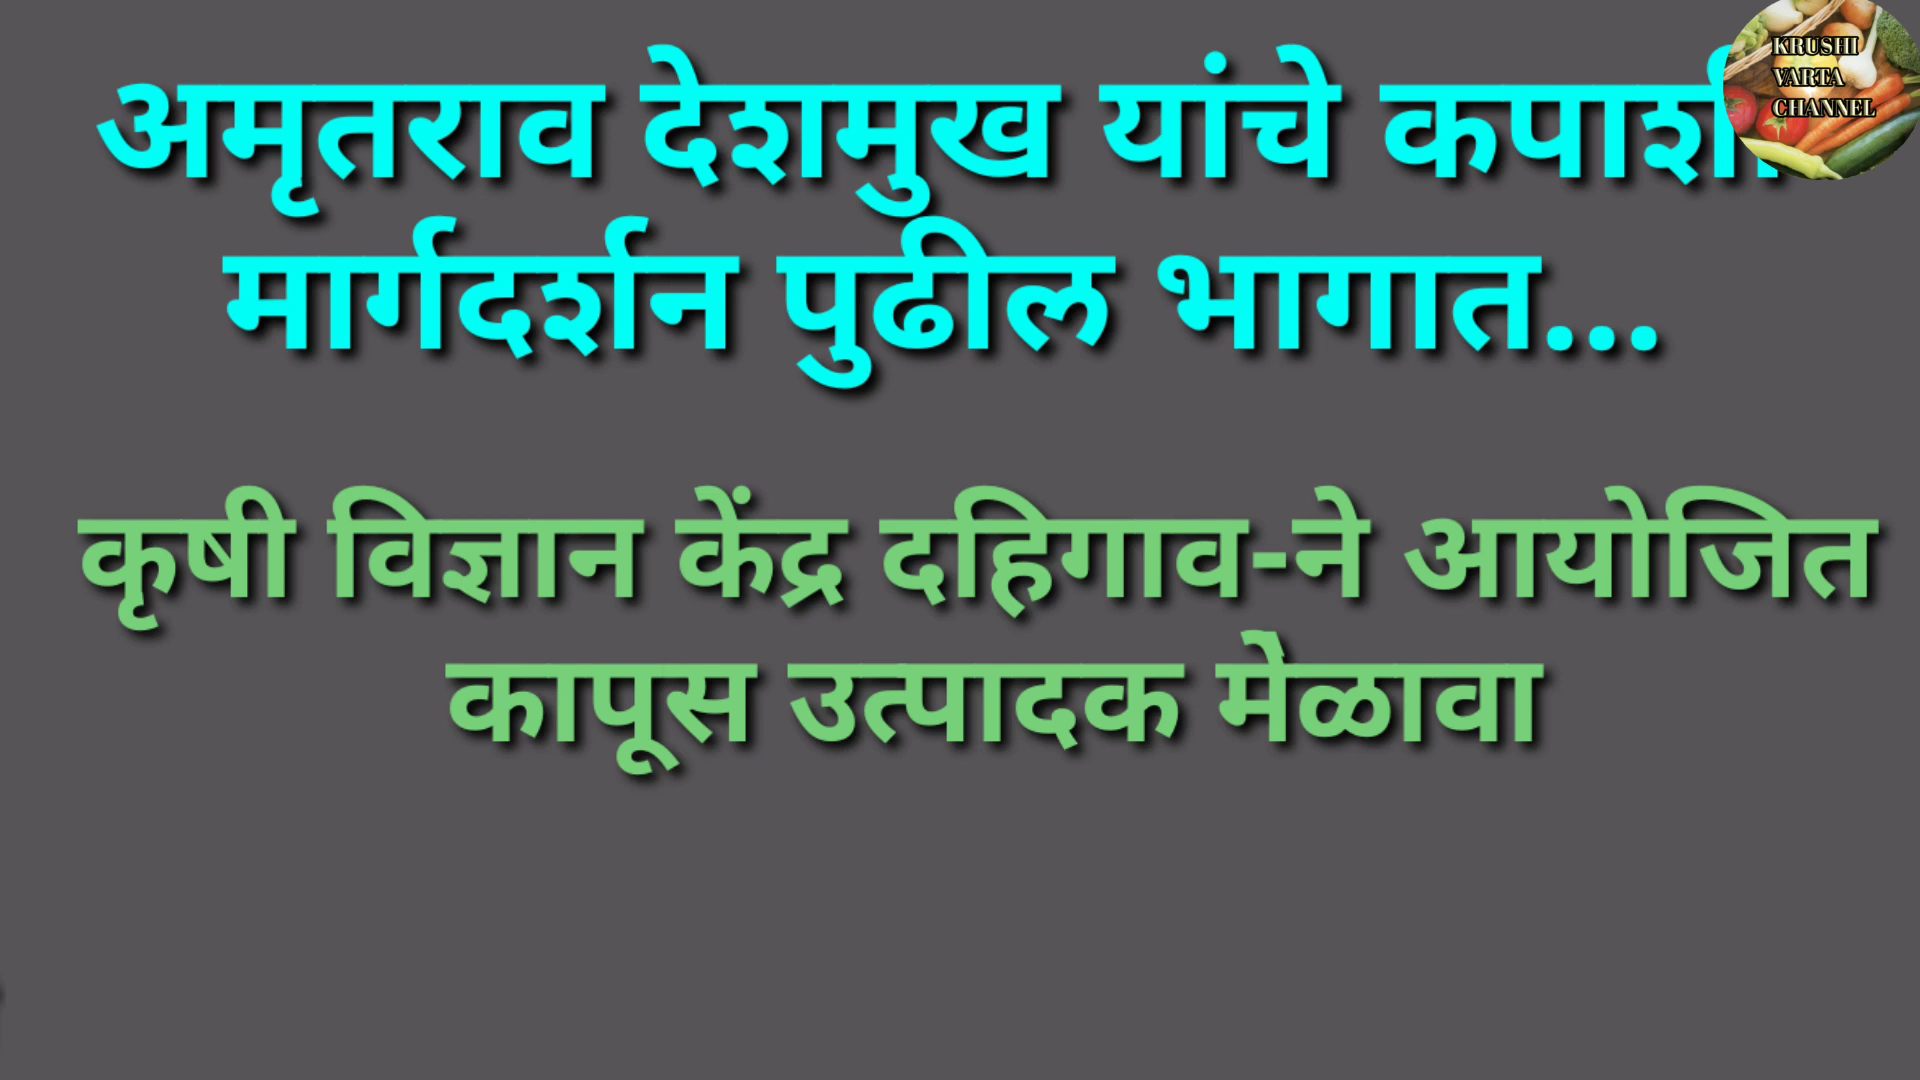 अमृतराव देशमुख यांचे कपाशी
मार्गदर्शन पुढील भागात...
कृषी विज्ञान केंद्र दहिगाव-ने आयोजित
कापूस उत्पादक मेळावा
KRUSHI
VARTA
CHANNEL